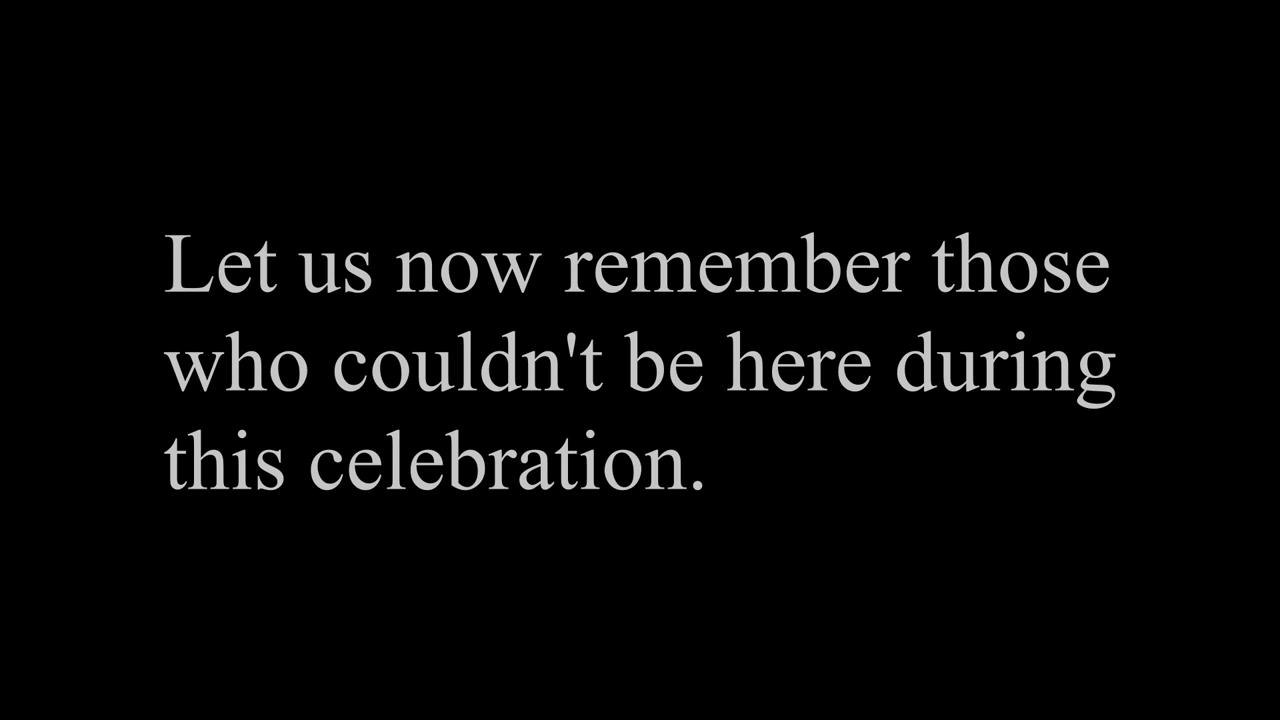 Let us now remember those
who couldn't be here during
this celebration.